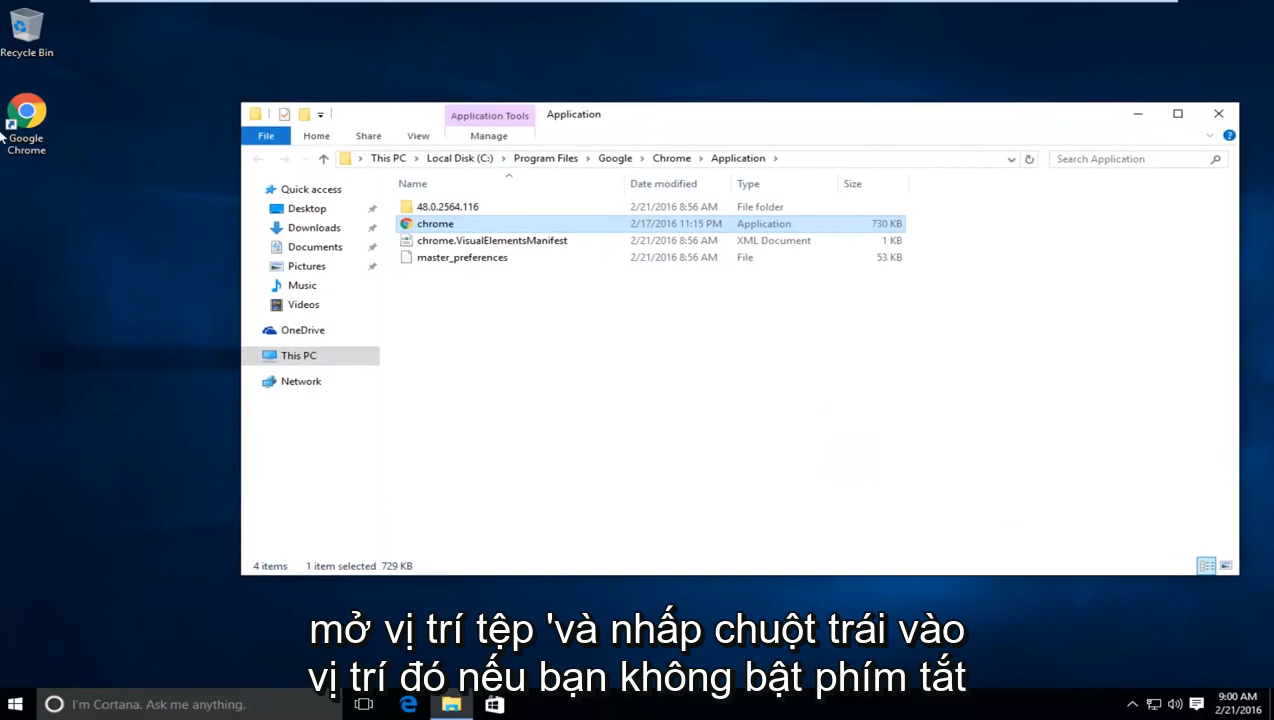 Recycle Bin
Google
Chrome
Application Tools
Application
File
Home
Share
View
Manage
This PC
Local Disk (C:)
Program Files
Google
Chrome
Application
Search Application
Quick access
Desktop
Downloads
Documents
Pictures
Music
Videos
OneDrive
This PC
Network
Name Date modified Type Size
48.0.2564.116 2/21/2016 8:56 AM File folder
chrome 2/17/2016 11:15 PM Application 730 KB
chrome.VisualElementsManifest 2/21/2016 8:56 AM XML Document 1 KB
master_preferences 2/21/2016 8:56 AM File 53 KB
4 items 1 item selected 729 KB
mở vị trí tệp 'và nhấp chuột trái vào
vị trí đó nếu bạn không bật phím tắt
I'm Cortana. Ask me anything.
9:00 AM
2/21/2016